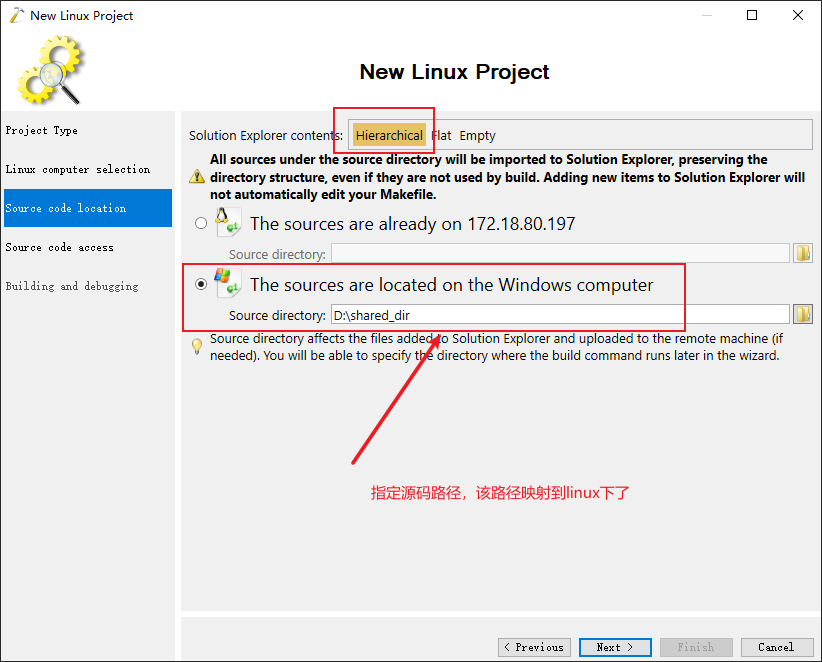 New Linux Project
New Linux Project
Project Type
Linux computer selection
Source code location
Source code access
Building and debugging
Solution Explorer contents: Hierarchical Flat Empty
All sources under the source directory will be imported to Solution Explorer, preserving the
directory structure, even if they are not used by build. Adding new items to Solution Explorer will
not automatically edit your Makefile.
The sources are already on 172.18.80.197
Source directory:
The sources are located on the Windows computer
Source directory: D:\shared_dir
Source directory affects the files added to Solution Explorer and uploaded to the remote machine (if
needed). You will be able to specify the directory where the build command runs later in the wizard.
指定源码路径，该路径映射到linux下了
< Previous Next > Finish Cancel